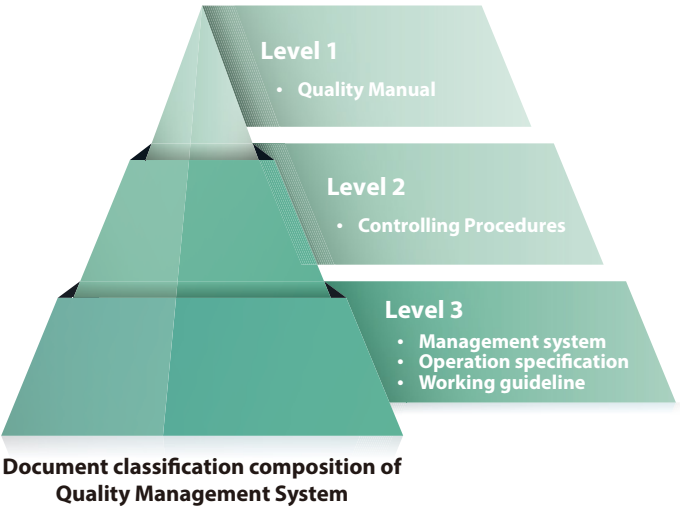 Level 1
• Quality Manual
Level 2
• Controlling Procedures
Level 3
• Management system
• Operation specification
• Working guideline
Document classification composition of
Quality Management System